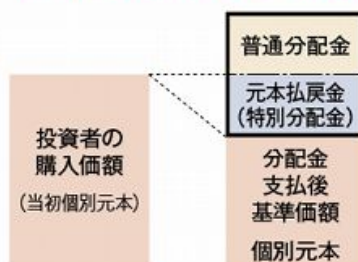 普通分配金
元本払戻金
(特別分配金)
投資者の
購入価額
(当初個別元本)
分配金
支払後
基準価額
個別元本